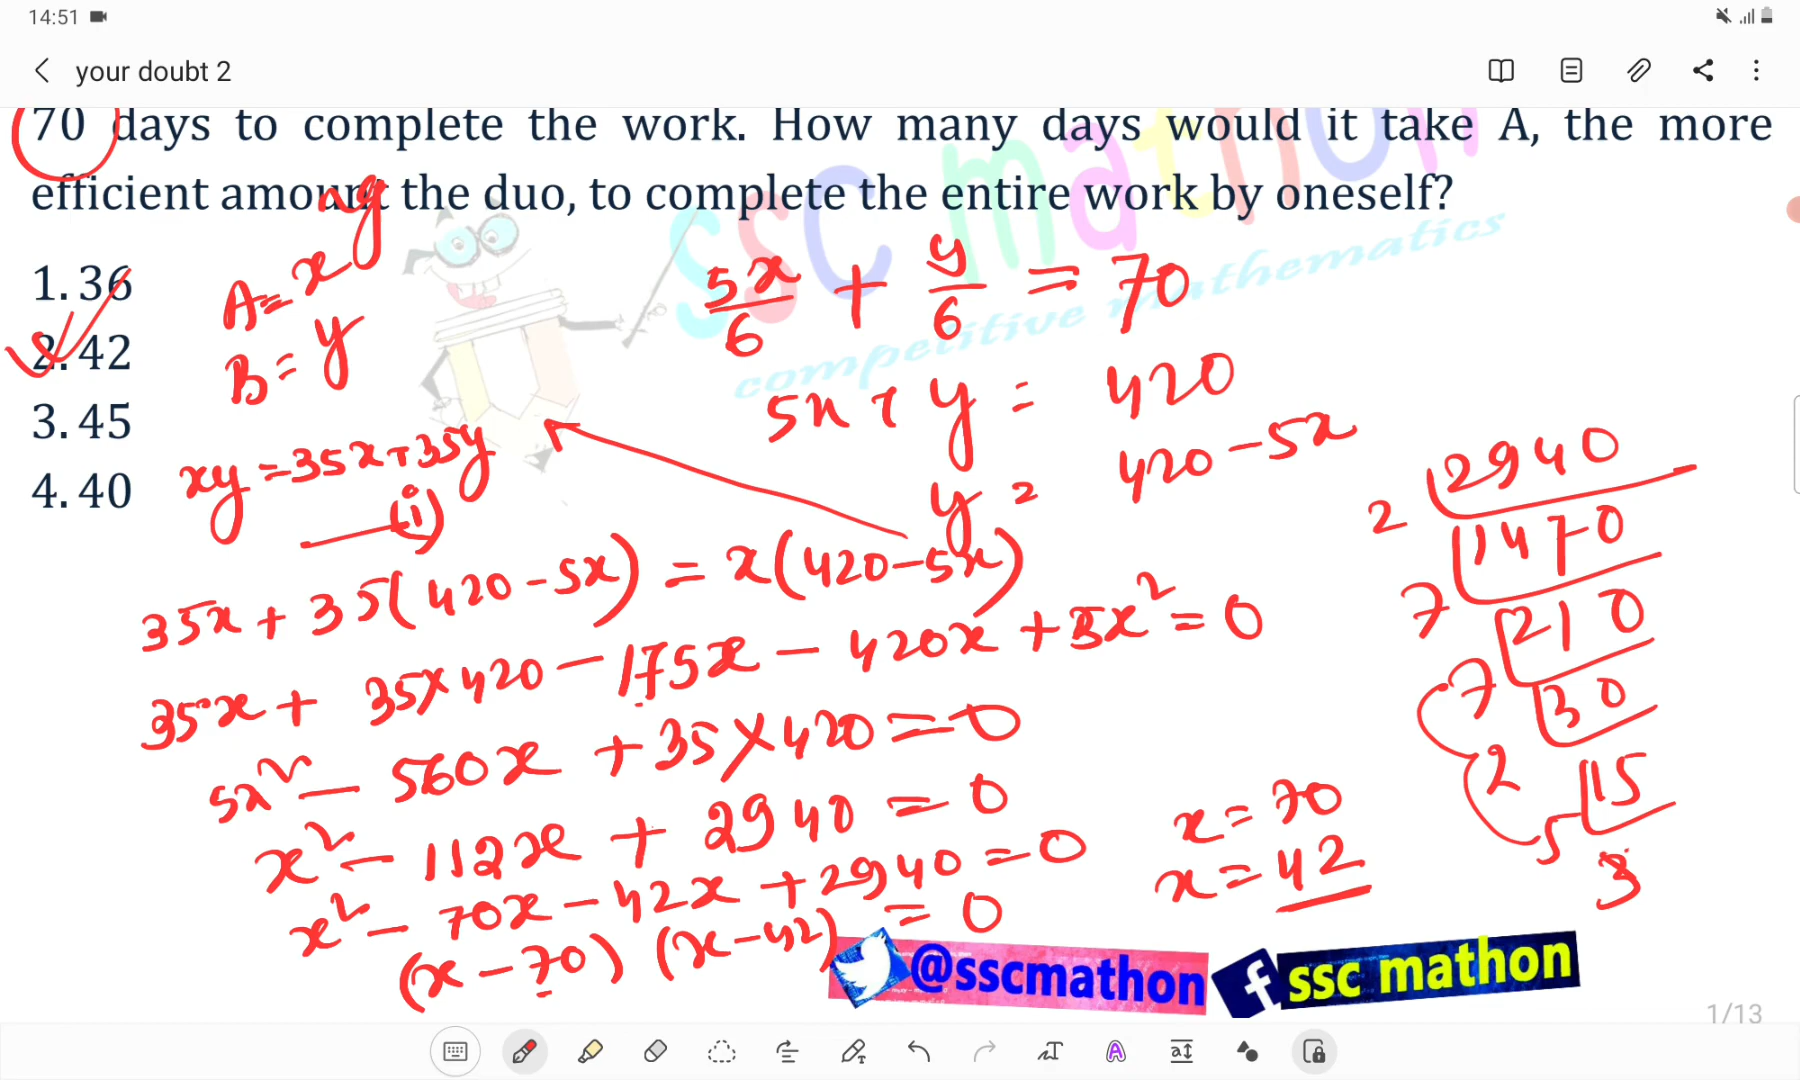 14:51
your doubt 2
70 days to complete the work. How many days would it take A, the more
efficient amount the duo, to complete the entire work by oneself?
ssc mathon
competitive mathematics
1. 36
2. 42
3. 45
4. 40
A = x
B = y
xy = 35x + 35y
(i)
5x/6 + y/6 = 70
5x + y = 420
y = 420 - 5x
35x + 35(420 - 5x) = x(420 - 5x)
35x + 35×420 - 175x - 420x + 5x² = 0
5x² - 560x + 35×420 = 0
x² - 112x + 2940 = 0
x² - 70x - 42x + 2940 = 0
(x - 70) (x - 42) = 0
x = 70
x = 42
2 2940
7 1470
7 210
2 30
5 15
3
@sscmathon
f ssc mathon
1/13